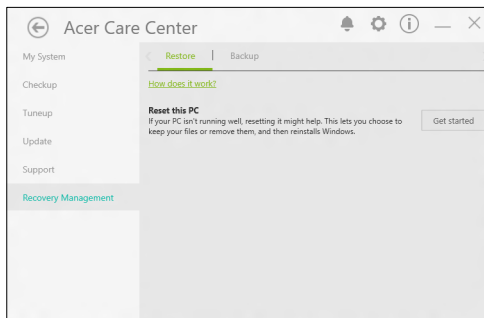 Acer Care Center
My System
Checkup
Tuneup
Update
Support
Recovery Management
Restore | Backup
How does it work?
Reset this PC
If your PC isn't running well, resetting it might help. This lets you choose to
keep your files or remove them, and then reinstalls Windows.
Get started